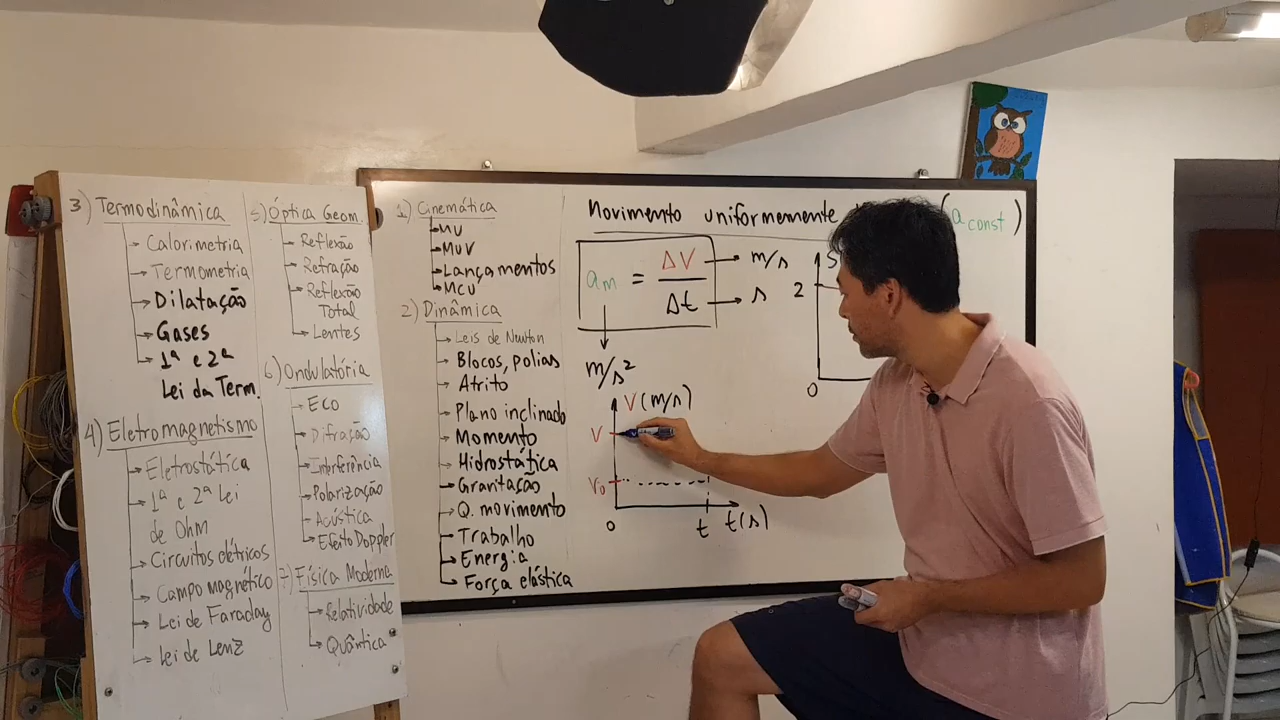 3) Termodinâmica
Calorimetria
Termometria
Dilatação
Gases
1ª e 2ª
Lei da Term.
4) Eletromagnetismo
Eletrostática
1ª e 2ª Lei
de Ohm
Circuitos elétricos
Campo magnético
Lei de Faraday
Lei de Lenz
5) Óptica Geom.
Reflexão
Refração
Reflexão
Total
Lentes
6) Ondulatória
Eco
Difração
Interferência
Polarização
Acústica
Efeito Doppler
7) Física Moderna
Relatividade
Quântica
1) Cinemática
MU
MUV
Lançamentos
MCU
2) Dinâmica
Leis de Newton
Blocos, polias
Atrito
Plano inclinado
Momento
Hidrostática
Gravitação
Q. movimento
Trabalho
Energia
Força elástica
Movimento uniformemente (a const)
am = ΔV / Δt
m/s
s
m/s²
V (m/s)
V
V0
0
t
t(s)
S
2
0